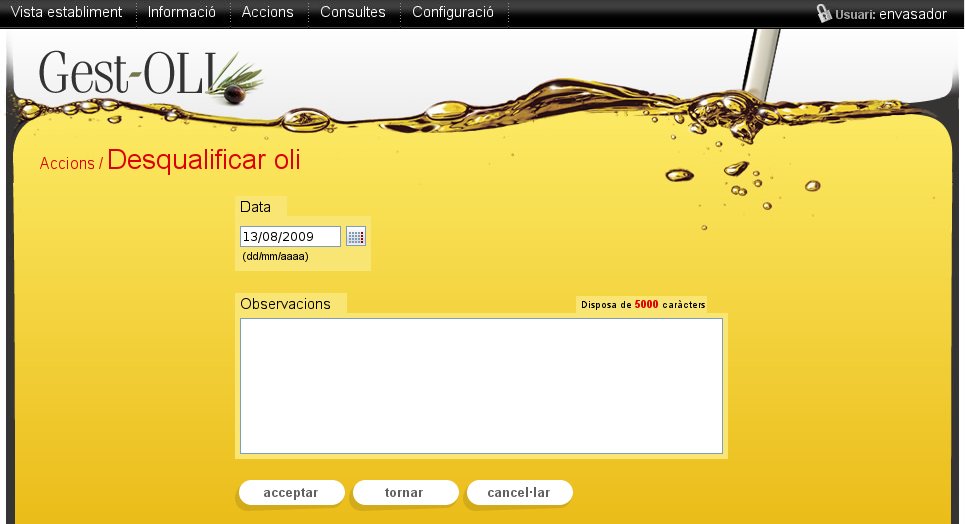 Vista establiment Informació Accions Consultes Configuració Usuari: envasador
Gest-OLI
Accions / Desqualificar oli
Data
13/08/2009
(dd/mm/aaaa)
Observacions Disposa de 5000 caràcters
acceptar tornar cancel·lar